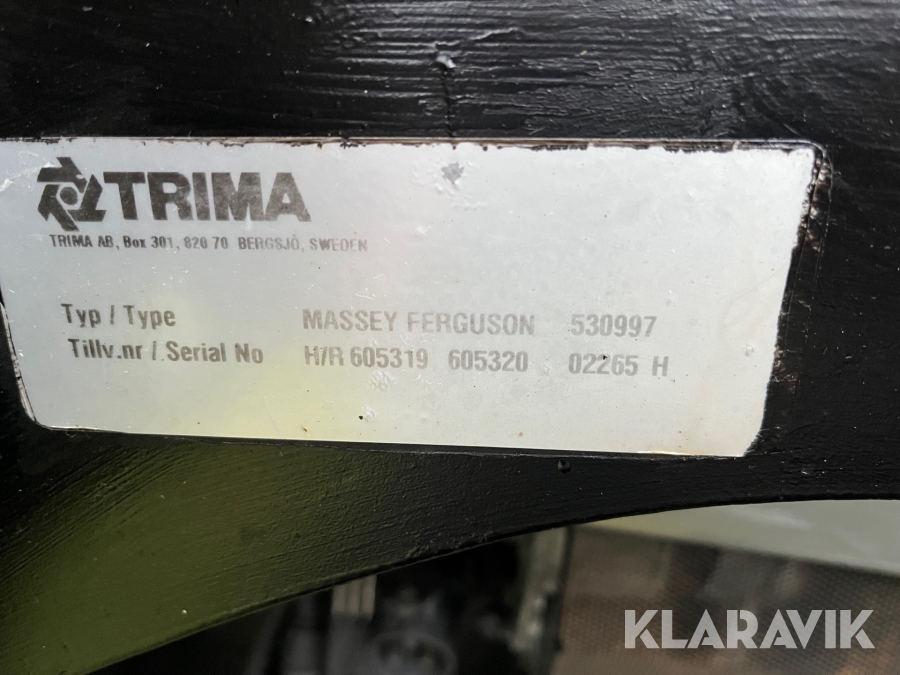 TRIMA
TRIMA AB, Box 301, 820 70 BERGSJÖ, SWEDEN
Typ / Type MASSEY FERGUSON 530997
Tillv.nr / Serial No H/R 605319 605320 02265 H
KLARAVIK